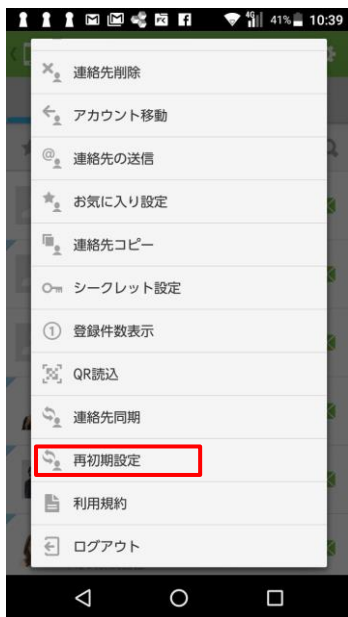 4G 41% 10:39
連絡先削除
アカウント移動
連絡先の送信
お気に入り設定
連絡先コピー
シークレット設定
1 登録件数表示
QR読込
連絡先同期
再初期設定
利用規約
ログアウト